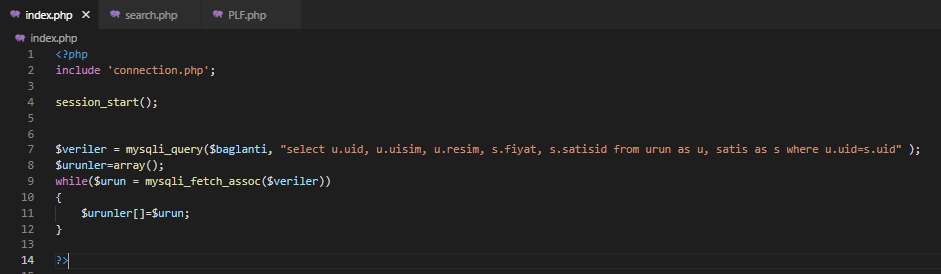 index.php × search.php PLF.php
index.php
1 <?php
2 include 'connection.php';
3
4 session_start();
5
6
7 $veriler = mysqli_query($baglanti, "select u.uid, u.uisim, u.resim, s.fiyat, s.satisid from urun as u, satis as s where u.uid=s.uid" );
8 $urunler=array();
9 while($urun = mysqli_fetch_assoc($veriler))
10 {
11     $urunler[]=$urun;
12 }
13
14 ?>